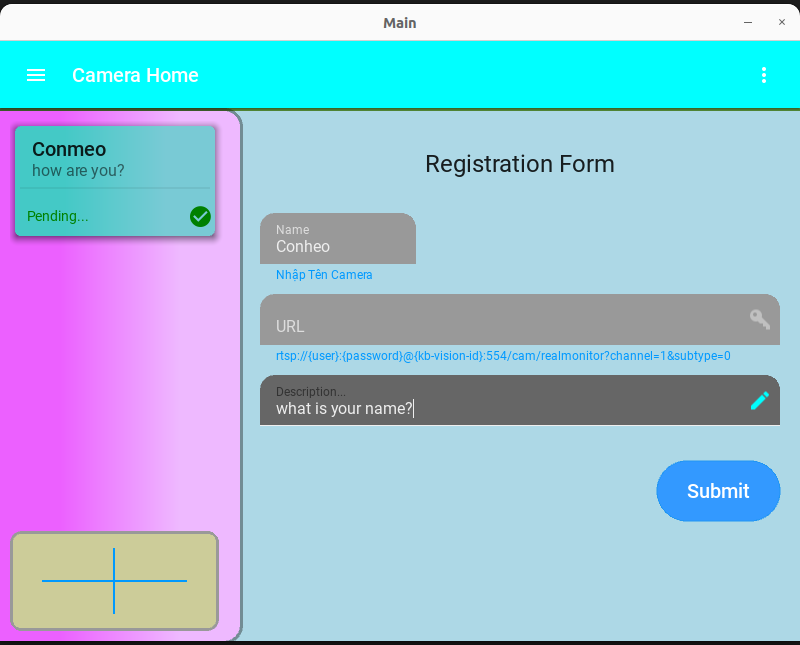 Main
Camera Home
Conmeo
how are you?
Pending...
Registration Form
Name
Conheo
Nhập Tên Camera
URL
rtsp://{user}:{password}@{kb-vision-id}:554/cam/realmonitor?channel=1&subtype=0
Description...
what is your name?
Submit